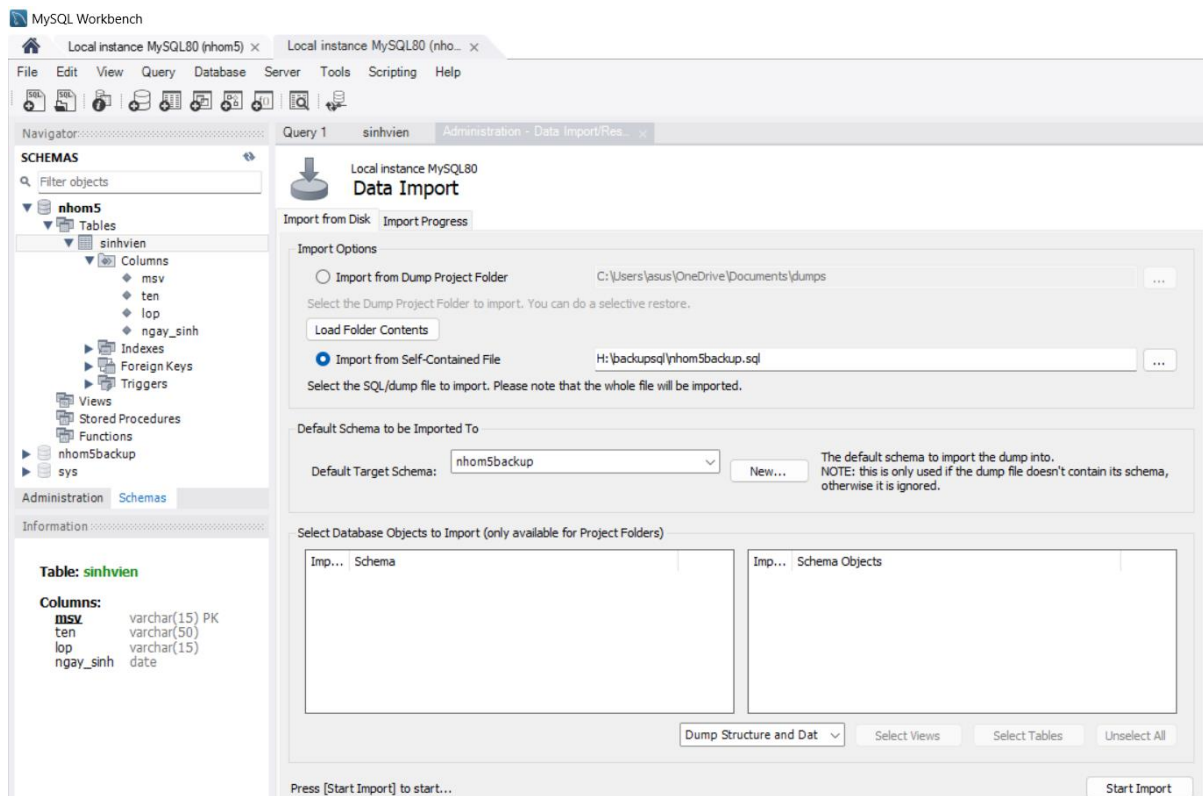 MySQL Workbench
Local instance MySQL80 (nhom5) ×
Local instance MySQL80 (nho... ×
File Edit View Query Database Server Tools Scripting Help
Navigator
SCHEMAS
Filter objects
nhom5
Tables
sinhvien
Columns
msv
ten
lop
ngay_sinh
Indexes
Foreign Keys
Triggers
Views
Stored Procedures
Functions
nhom5backup
sys
Administration Schemas
Information
Table: sinhvien
Columns:
msv varchar(15) PK
ten varchar(50)
lop varchar(15)
ngay_sinh date
Query 1 sinhvien Administration - Data Import/Res... ×
Local instance MySQL80
Data Import
Import from Disk Import Progress
Import Options
Import from Dump Project Folder C:\Users\asus\OneDrive\Documents\dumps ...
Select the Dump Project Folder to import. You can do a selective restore.
Load Folder Contents
Import from Self-Contained File H:\backupsql\nhom5backup.sql ...
Select the SQL/dump file to import. Please note that the whole file will be imported.
Default Schema to be Imported To
Default Target Schema: nhom5backup New...
The default schema to import the dump into.
NOTE: this is only used if the dump file doesn't contain its schema,
otherwise it is ignored.
Select Database Objects to Import (only available for Project Folders)
Imp... Schema
Imp... Schema Objects
Dump Structure and Dat Select Views Select Tables Unselect All
Press [Start Import] to start... Start Import